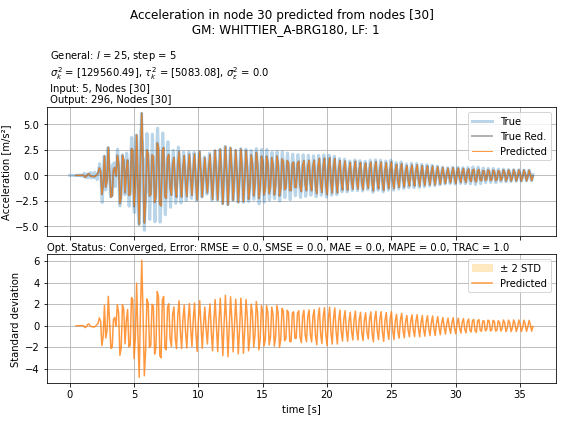 Acceleration in node 30 predicted from nodes [30]
GM: WHITTIER_A-BRG180, LF: 1
General: l = 25, step = 5
σ²ₖ = [129560.49], τ²ₖ = [5083.08], σ²ₑ = 0.0
Input: 5, Nodes [30]
Output: 296, Nodes [30]
Acceleration [m/s²]
5.0
2.5
0.0
−2.5
−5.0
True
True Red.
Predicted
Opt. Status: Converged, Error: RMSE = 0.0, SMSE = 0.0, MAE = 0.0, MAPE = 0.0, TRAC = 1.0
Standard deviation
6
4
2
0
−2
−4
± 2 STD
Predicted
0 5 10 15 20 25 30 35
time [s]